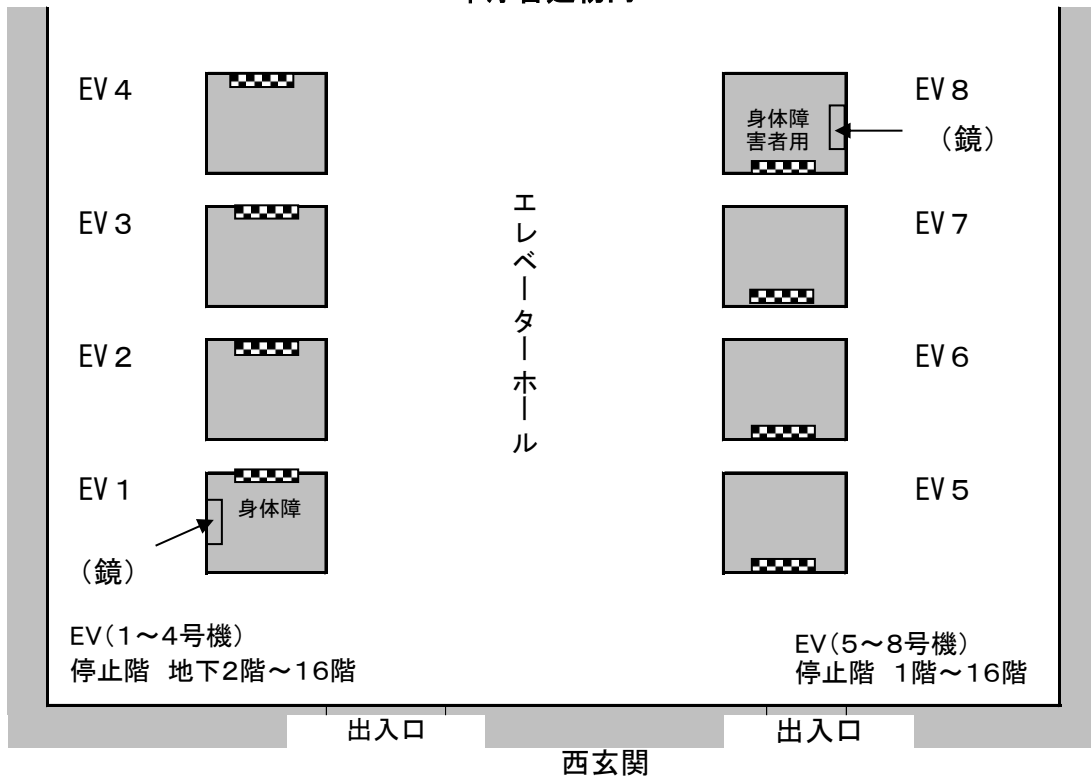 EV4
EV8
身体障
害者用
(鏡)
EV3
EV7
エレベーターホール
EV2
EV6
EV1
身体障
EV5
(鏡)
EV(1~4号機)
停止階 地下2階~16階
EV(5~8号機)
停止階 1階~16階
出入口
出入口
西玄関